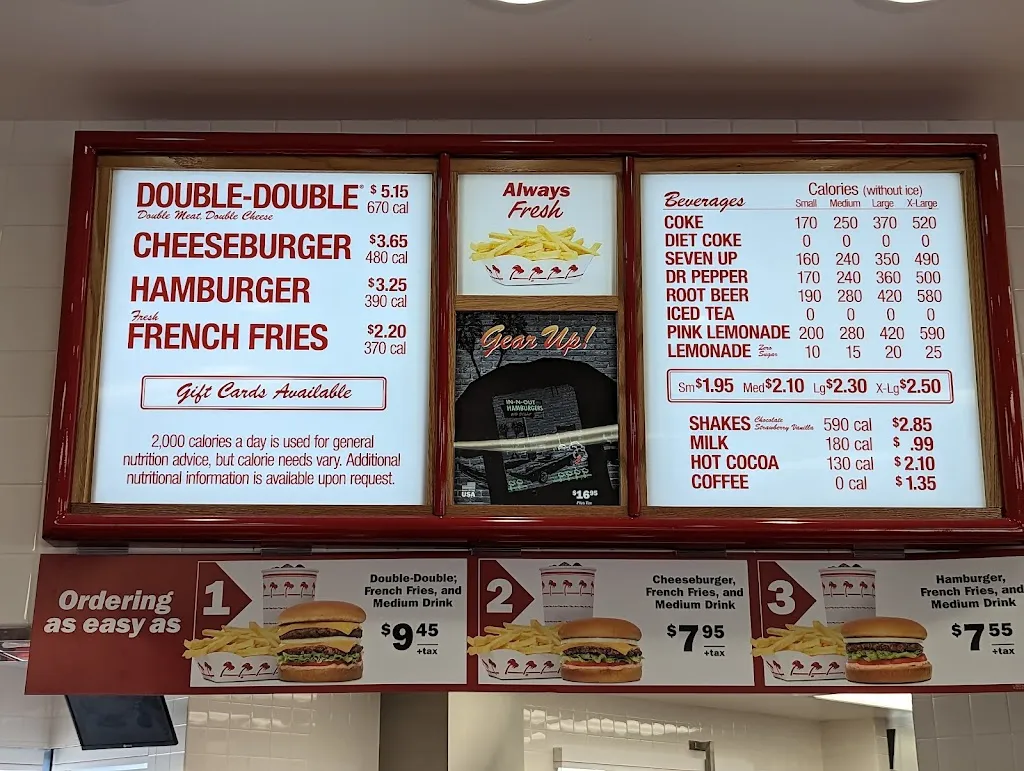 DOUBLE-DOUBLE® $5.15
Double Meat, Double Cheese 670 cal
CHEESEBURGER $3.65
480 cal
HAMBURGER $3.25
390 cal
Fresh
FRENCH FRIES $2.20
370 cal
Gift Cards Available
2,000 calories a day is used for general
nutrition advice, but calorie needs vary. Additional
nutritional information is available upon request.
Always
Fresh
Gear Up!
IN-N-OUT
HAMBURGERS
USA
$16.95
Plus Tax
Beverages Calories (without ice)
Small Medium Large X-Large
COKE 170 250 370 520
DIET COKE 0 0 0 0
SEVEN UP 160 240 350 490
DR PEPPER 170 240 360 500
ROOT BEER 190 280 420 580
ICED TEA 0 0 0 0
PINK LEMONADE 200 280 420 590
LEMONADE Zero Sugar 10 15 20 25
Sm $1.95 Med $2.10 Lg $2.30 X-Lg $2.50
SHAKES Chocolate Strawberry Vanilla 590 cal $2.85
MILK 180 cal $ .99
HOT COCOA 130 cal $2.10
COFFEE 0 cal $1.35
Ordering
as easy as
1
Double-Double,
French Fries, and
Medium Drink
$9.45
+tax
2
Cheeseburger,
French Fries, and
Medium Drink
$7.95
+tax
3
Hamburger,
French Fries, and
Medium Drink
$7.55
+tax